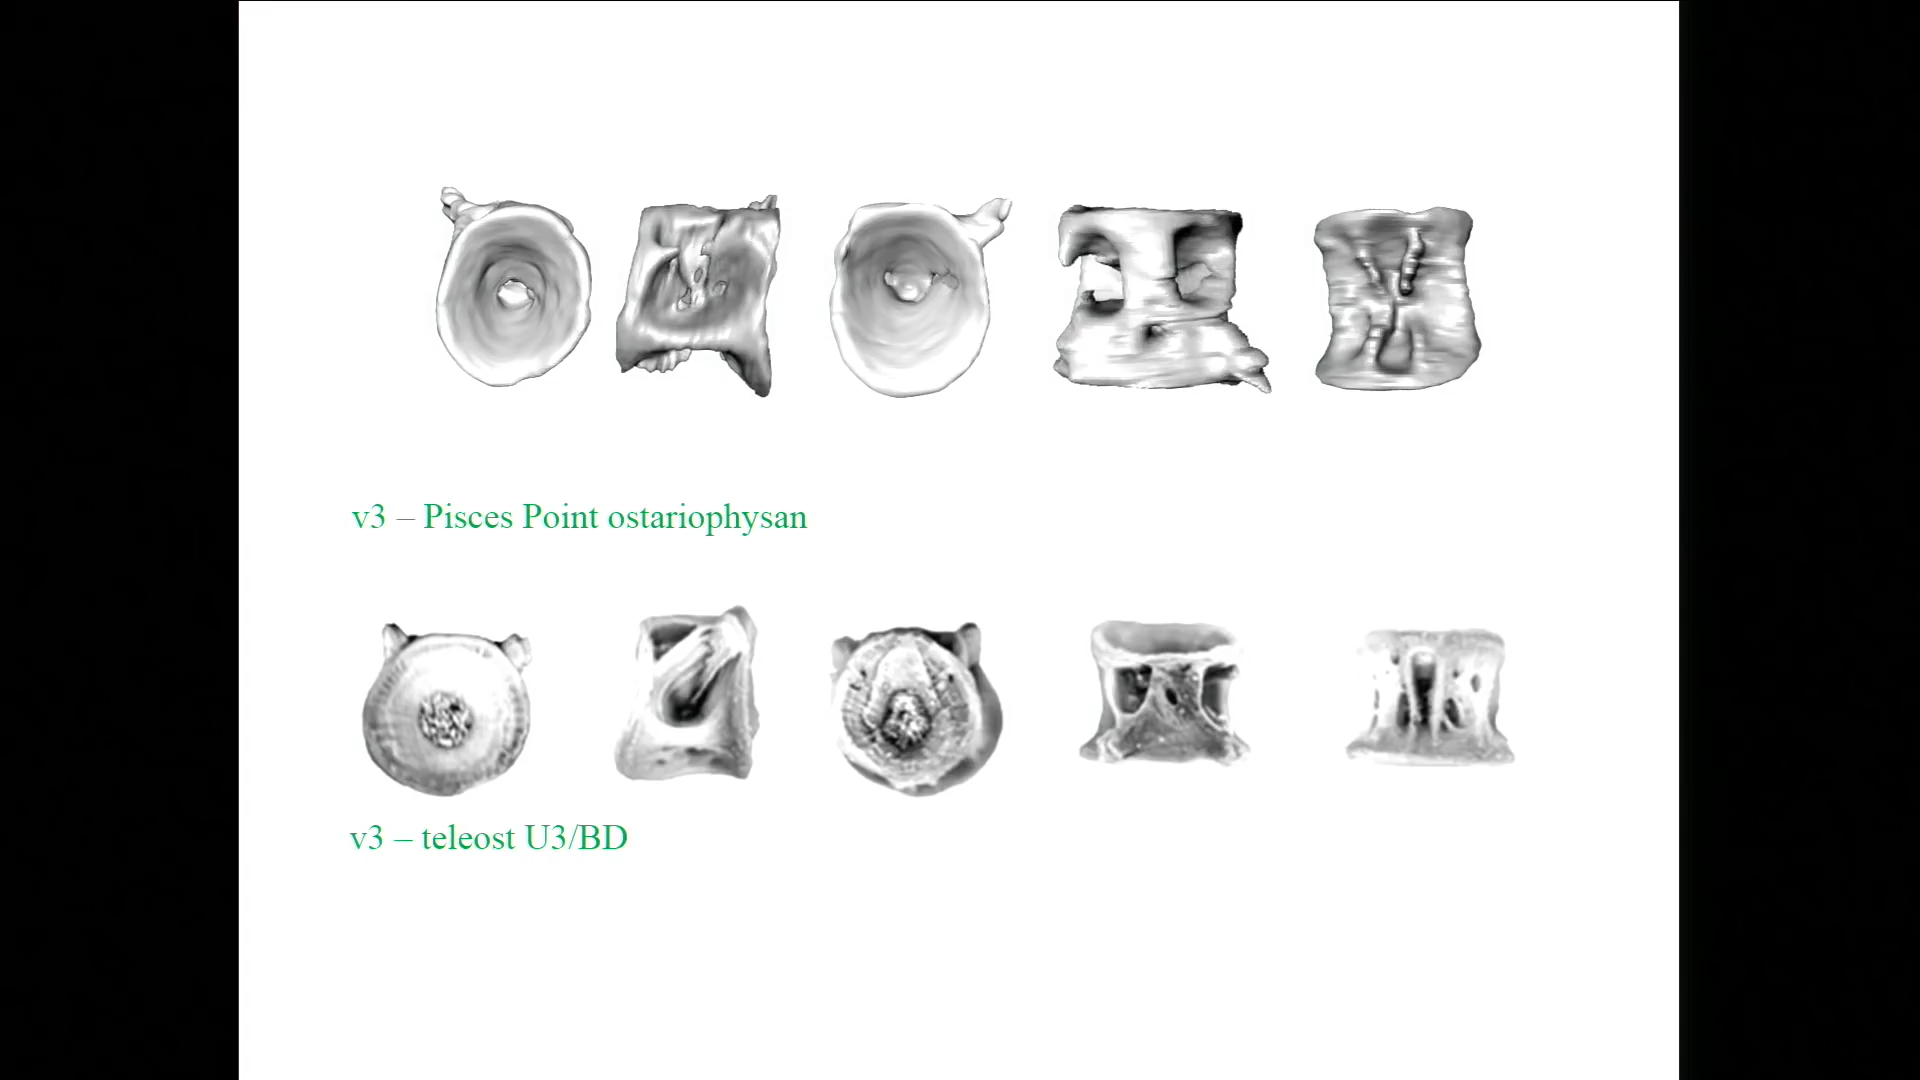 v3 – Pisces Point ostariophysan
v3 – teleost U3/BD